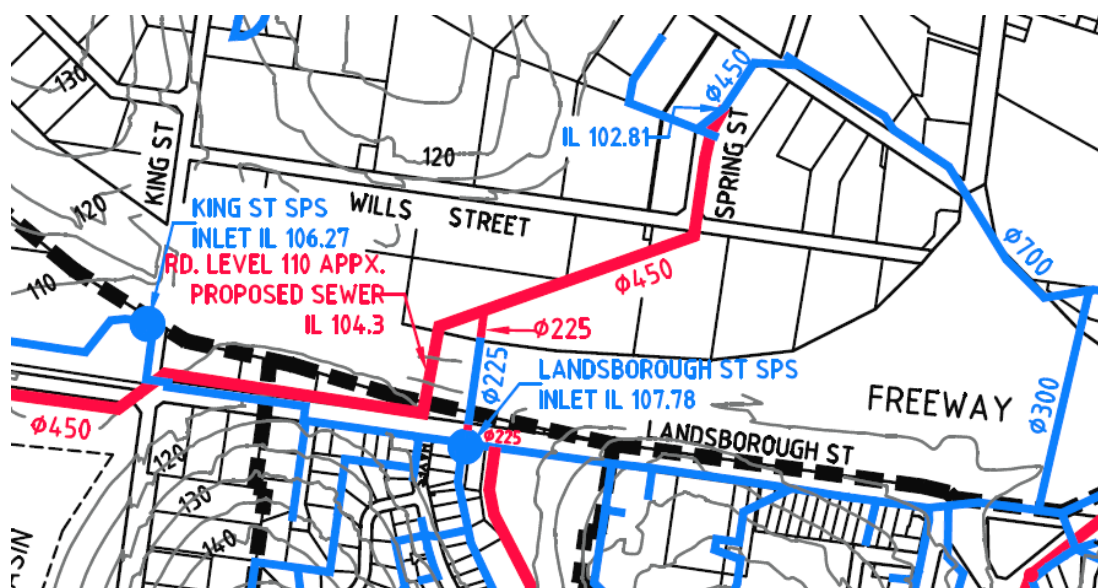 130
KING ST
120
120
WILLS STREET
KING ST SPS
INLET IL 106.27
RD. LEVEL 110 APPX.
PROPOSED SEWER
IL 104.3
110
Ø450
IL 102.81
SPRING ST
Ø450
Ø700
Ø225
Ø225
LANDSBOROUGH ST SPS
INLET IL 107.78
FREEWAY
Ø300
Ø450
Ø225
LANDSBOROUGH ST
120
130
140
ASIN